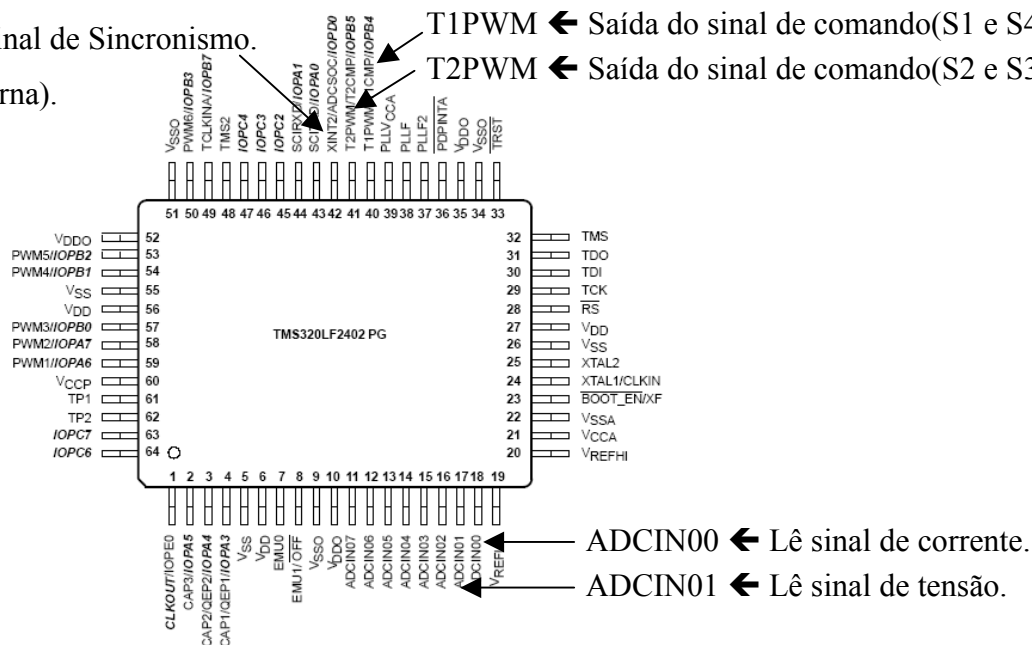 T1PWM 🡸 Saída do sinal de comando(S1 e S4
inal de Sincronismo.
T2PWM 🡸 Saída do sinal de comando(S2 e S3
rna).
VSSO
PWM6/IOPB3
TCLKINA/IOPB7
TMS2
IOPC4
IOPC3
IOPC2
SCIRXD/IOPA1
XINT2/ADCSOC/IOPD0
T2PWM/T2CMP/IOPB5
PLLVCCA
PLLF
PLLF2
PDPINTA
VDDO
VSSO
TRST
51 50 49 48 47 46 45 44 43 42 41 40 39 38 37 36 35 34 33
VDDO 52
PWM5/IOPB2 53
PWM4/IOPB1 54
VSS 55
VDD 56
PWM3/IOPB0 57
PWM2/IOPA7 58
PWM1/IOPA6 59
VCCP 60
TP1 61
TP2 62
IOPC7 63
IOPC6 64
TMS320LF2402 PG
32 TMS
31 TDO
30 TDI
29 TCK
28 RS
27 VDD
26 VSS
25 XTAL2
24 XTAL1/CLKIN
23 BOOT_EN/XF
22 VSSA
21 VCCA
20 VREFHI
1 2 3 4 5 6 7 8 9 10 11 12 13 14 15 16 17 18 19
CLKOUT/IOPE0
CAP3/IOPA5
CAP2/QEP2/IOPA4
CAP1/QEP1/IOPA3
VSS
VDD
EMU0
EMU1/OFF
VSSO
VDDO
ADCIN07
ADCIN06
ADCIN05
ADCIN04
ADCIN03
ADCIN02
ADCIN01
ADCIN00
ADCIN00 🡸 Lê sinal de corrente.
ADCIN01 🡸 Lê sinal de tensão.